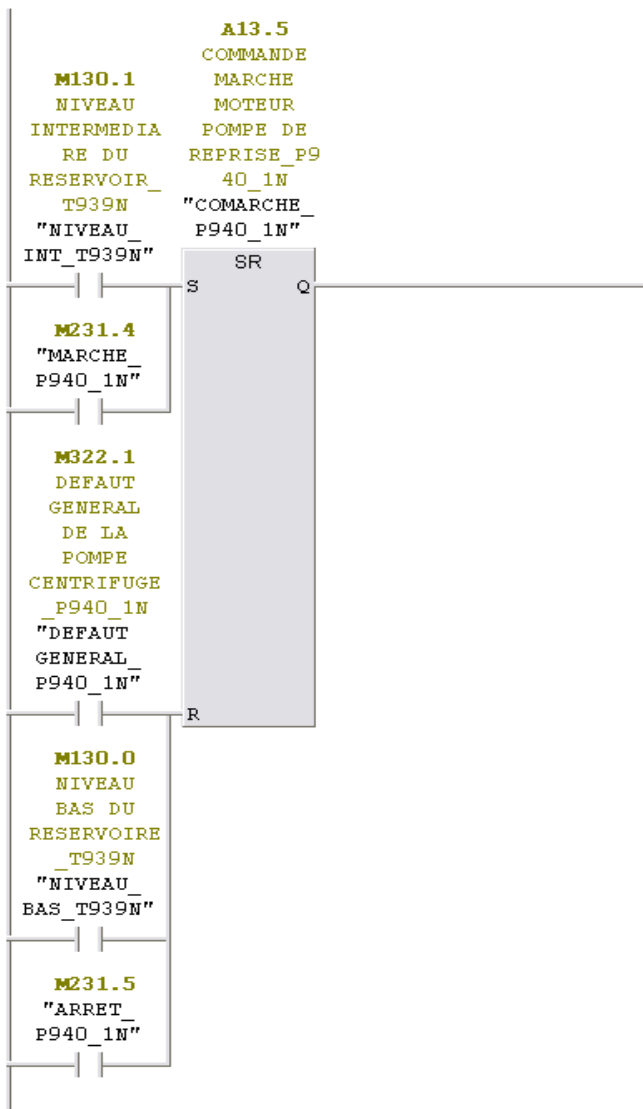 A13.5
COMMANDE
MARCHE
MOTEUR
POMPE DE
REPRISE_P9
40_1N
"COMARCHE_
P940_1N"
M130.1
NIVEAU
INTERMEDIA
RE DU
RESERVOIR_
T939N
"NIVEAU_
INT_T939N"
SR
S
Q
M231.4
"MARCHE_
P940_1N"
M322.1
DEFAUT
GENERAL
DE LA
POMPE
CENTRIFUGE
_P940_1N
"DEFAUT
GENERAL_
P940_1N"
R
M130.0
NIVEAU
BAS DU
RESERVOIRE
_T939N
"NIVEAU_
BAS_T939N"
M231.5
"ARRET_
P940_1N"